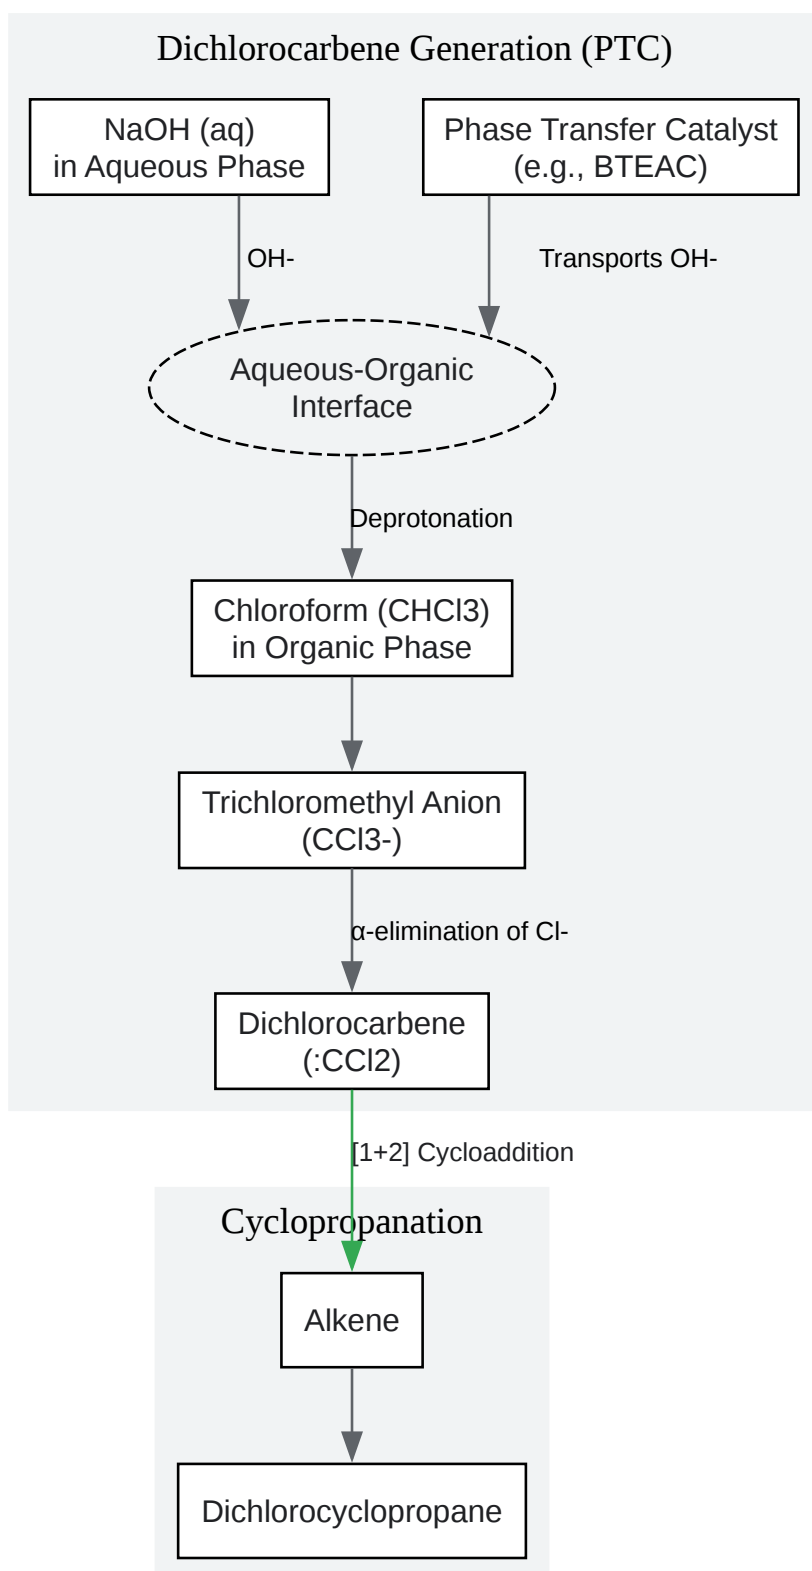 Dichlorocarbene Generation (PTC)
NaOH (aq)
in Aqueous Phase
Phase Transfer Catalyst
(e.g., BTEAC)
OH-
Transports OH-
Aqueous-Organic
Interface
Deprotonation
Chloroform (CHCl3)
in Organic Phase
Trichloromethyl Anion
(CCl3-)
α-elimination of Cl-
Dichlorocarbene
(:CCl2)
[1+2] Cycloaddition
Cyclopropanation
Alkene
Dichlorocyclopropane